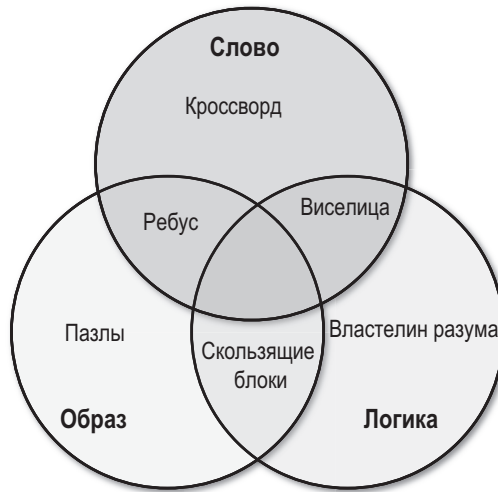 Слово
Кроссворд
Ребус
Виселица
Пазлы
Скользящие
блоки
Властелин разума
Образ
Логика